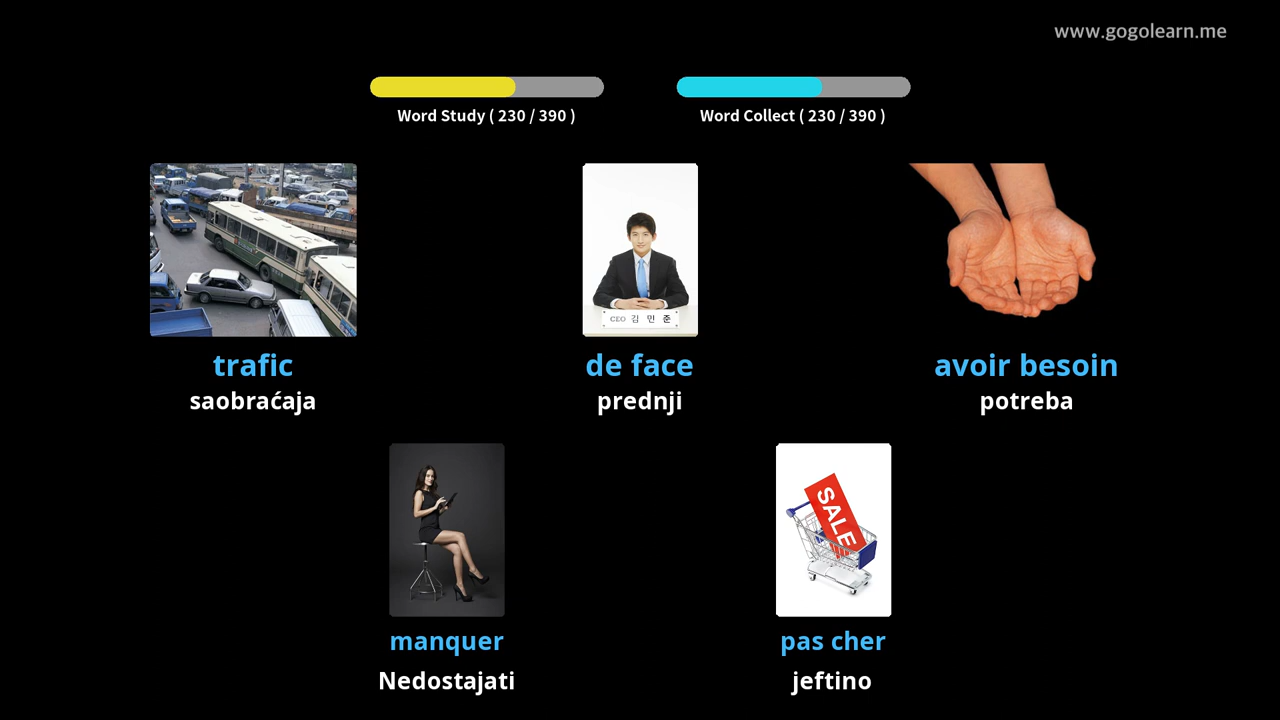 www.gogolearn.me
Word Study ( 230 / 390 )
Word Collect ( 230 / 390 )
CEO 김 민 준
trafic
saobraćaja
de face
prednji
avoir besoin
potreba
SALE
manquer
Nedostajati
pas cher
jeftino